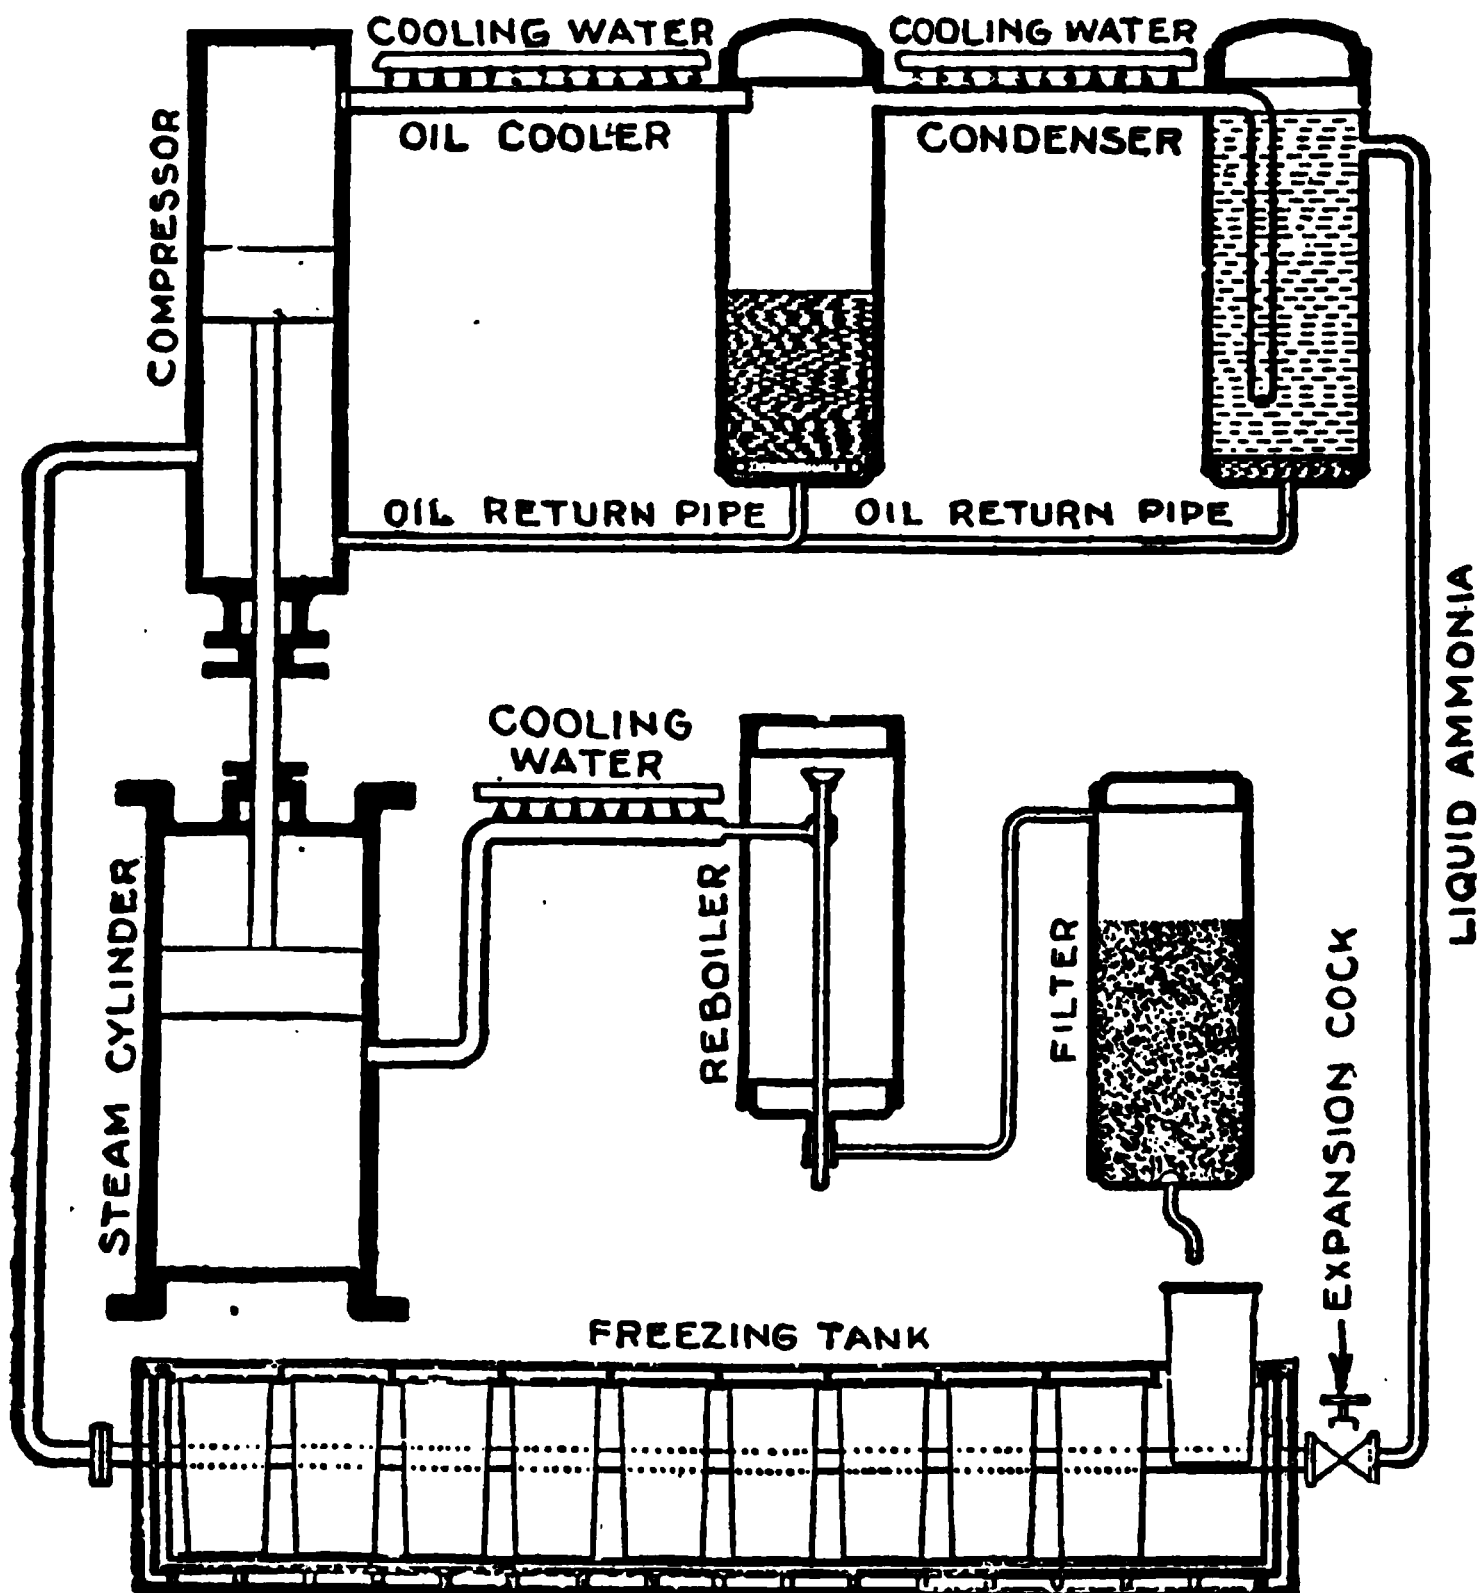 COOLING WATER
COOLING WATER
OIL COOLER
CONDENSER
COMPRESSOR
OIL RETURN PIPE
OIL RETURN PIPE
LIQUID AMMONIA
COOLING
WATER
REBOILER
STEAM CYLINDER
FILTER
EXPANSION COCK
FREEZING TANK